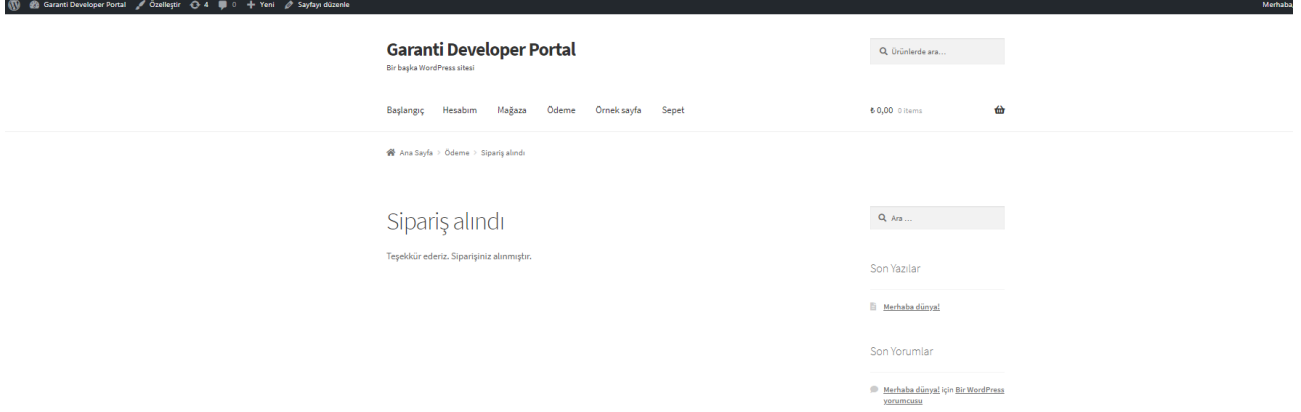 Garanti Developer Portal Özelleştir 4 0 Yeni Sayfayı düzenle Merhaba,
Garanti Developer Portal
Bir başka WordPress sitesi
Ürünlerde ara…
Başlangıç Hesabım Mağaza Ödeme Örnek sayfa Sepet
₺ 0,00 0 items
Ana Sayfa › Ödeme › Sipariş alındı
Sipariş alındı
Teşekkür ederiz. Siparişiniz alınmıştır.
Ara …
Son Yazılar
Merhaba dünya!
Son Yorumlar
Merhaba dünya! için Bir WordPress
yorumcusu